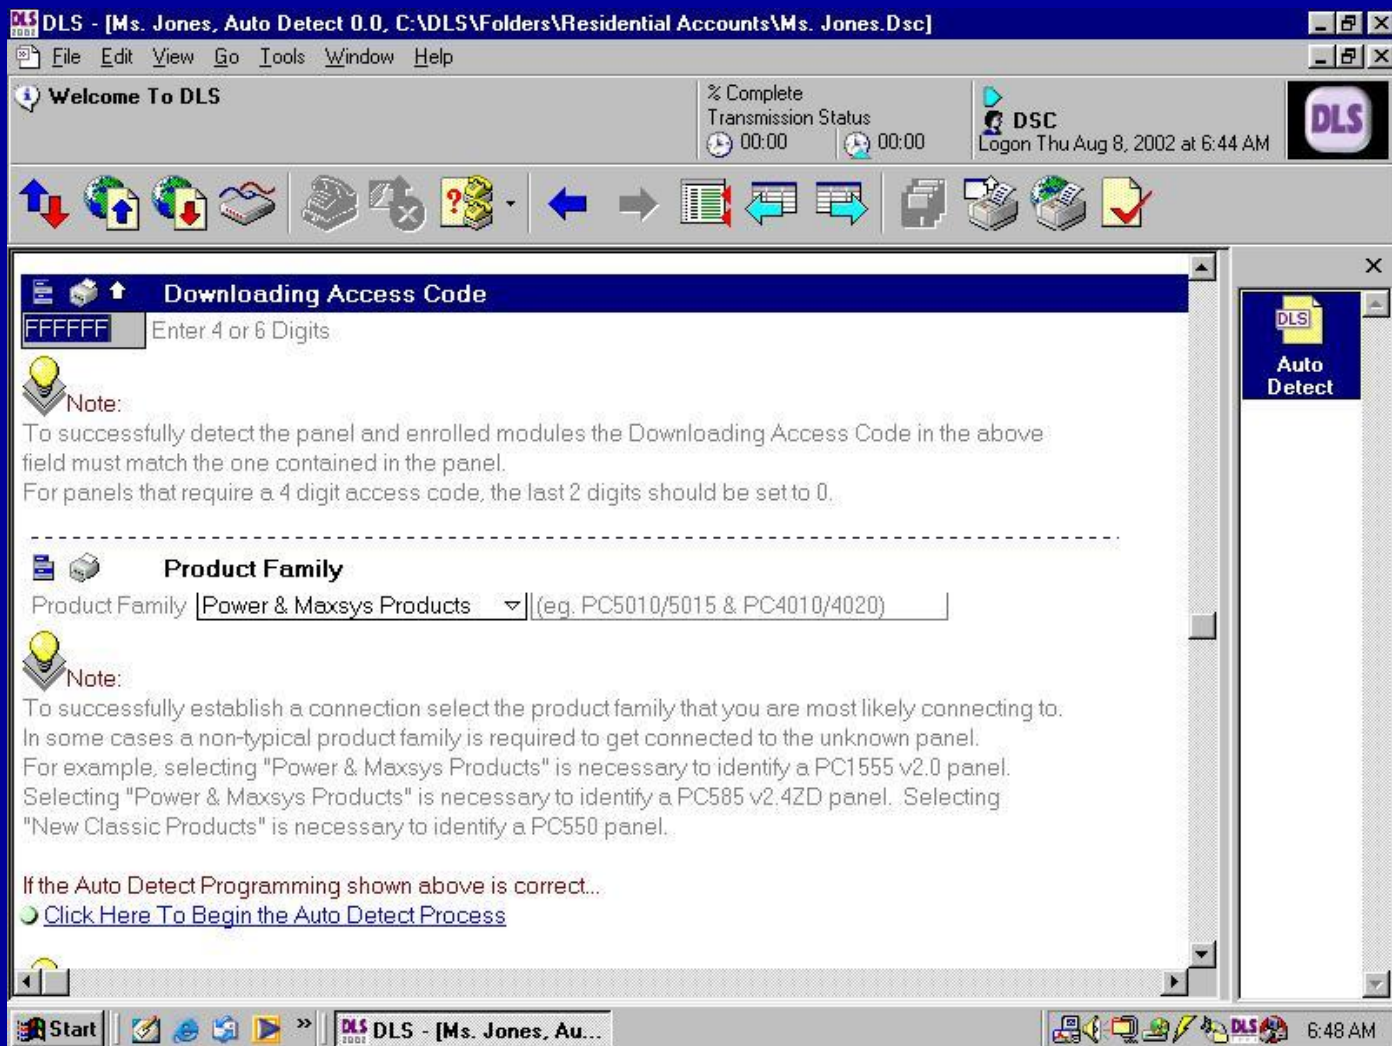 DLS - [Ms. Jones, Auto Detect 0.0, C:\DLS\Folders\Residential Accounts\Ms. Jones.Dsc]
File Edit View Go Tools Window Help
Welcome To DLS
% Complete
Transmission Status
00:00 00:00
DSC
Logon Thu Aug 8, 2002 at 6:44 AM
DLS
Downloading Access Code
FFFFFF Enter 4 or 6 Digits
Note:
To successfully detect the panel and enrolled modules the Downloading Access Code in the above
field must match the one contained in the panel.
For panels that require a 4 digit access code, the last 2 digits should be set to 0.
Product Family
Product Family Power & Maxsys Products (eg. PC5010/5015 & PC4010/4020)
Note:
To successfully establish a connection select the product family that you are most likely connecting to.
In some cases a non-typical product family is required to get connected to the unknown panel.
For example, selecting "Power & Maxsys Products" is necessary to identify a PC1555 v2.0 panel.
Selecting "Power & Maxsys Products" is necessary to identify a PC585 v2.4ZD panel. Selecting
"New Classic Products" is necessary to identify a PC550 panel.
If the Auto Detect Programming shown above is correct...
Click Here To Begin the Auto Detect Process
DLS
Auto
Detect
Start » DLS - [Ms. Jones, Au... DLS 6:48 AM